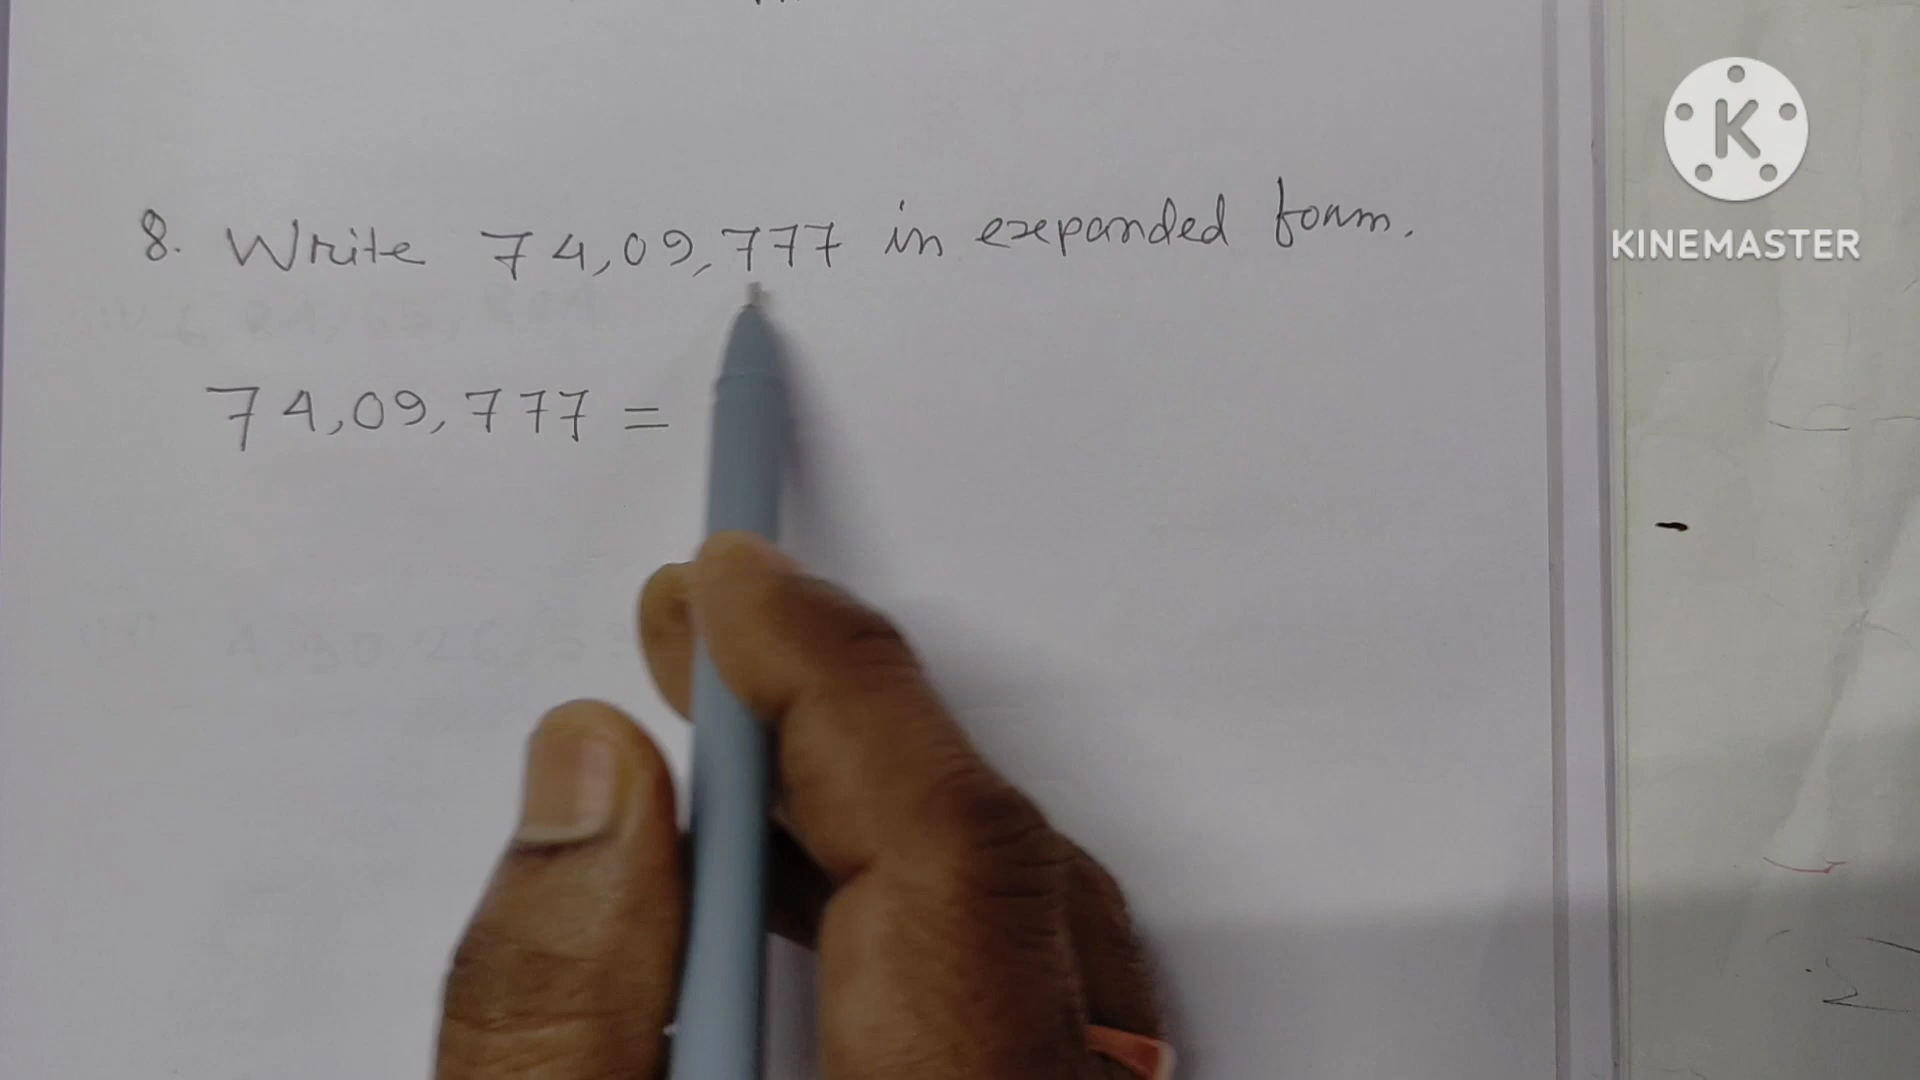 8. Write 74,09,777 in expanded form.
74,09,777 =
K
KINEMASTER